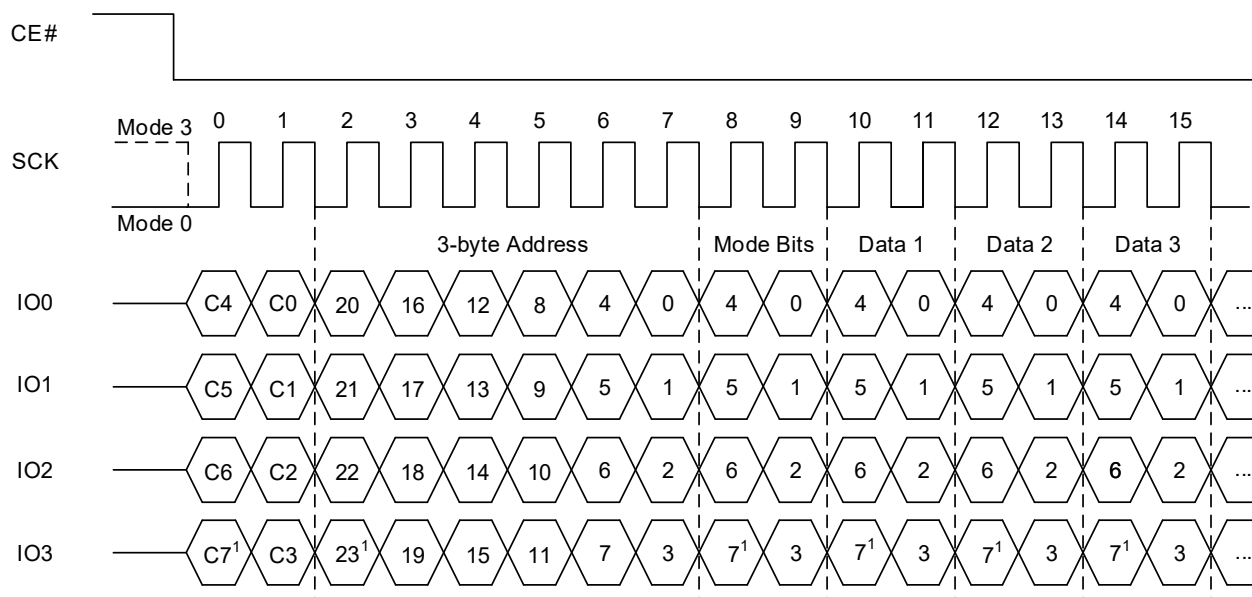 CE#
Mode 3 0 1 2 3 4 5 6 7 8 9 10 11 12 13 14 15
SCK
Mode 0
3-byte Address Mode Bits Data 1 Data 2 Data 3
IO0 C4 C0 20 16 12 8 4 0 4 0 4 0 4 0 4 0 ...
IO1 C5 C1 21 17 13 9 5 1 5 1 5 1 5 1 5 1 ...
IO2 C6 C2 22 18 14 10 6 2 6 2 6 2 6 2 6 2 ...
IO3 C7¹ C3 23¹ 19 15 11 7 3 7¹ 3 7¹ 3 7¹ 3 7¹ 3 ...